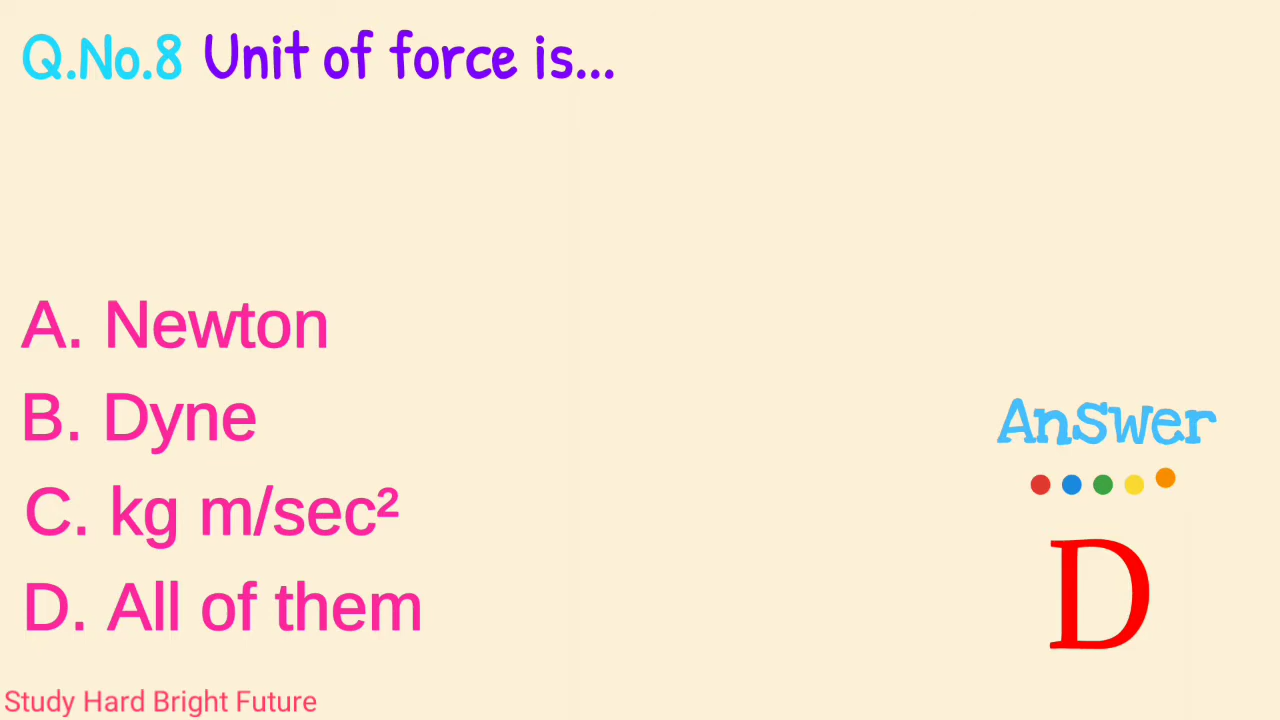 Q.No.8 Unit of force is...
A. Newton
B. Dyne
C. kg m/sec²
D. All of them
Answer
D
Study Hard Bright Future